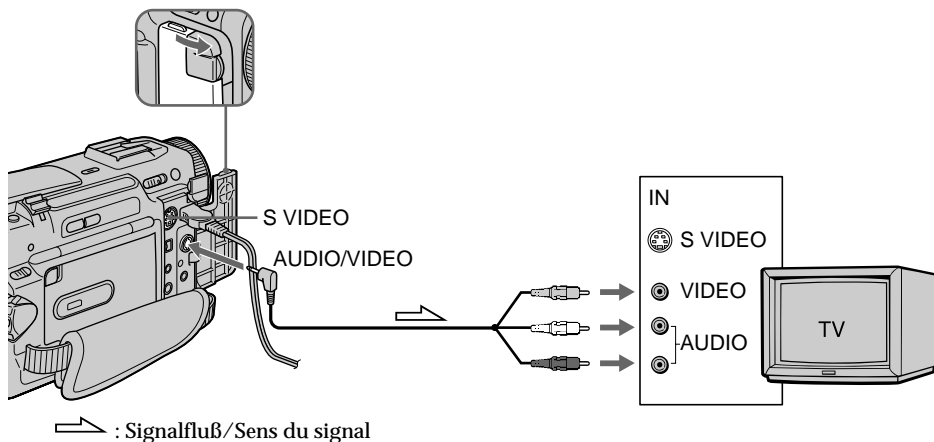 S VIDEO
AUDIO/VIDEO
IN
S VIDEO
VIDEO
AUDIO
TV
: Signalfluß/Sens du signal